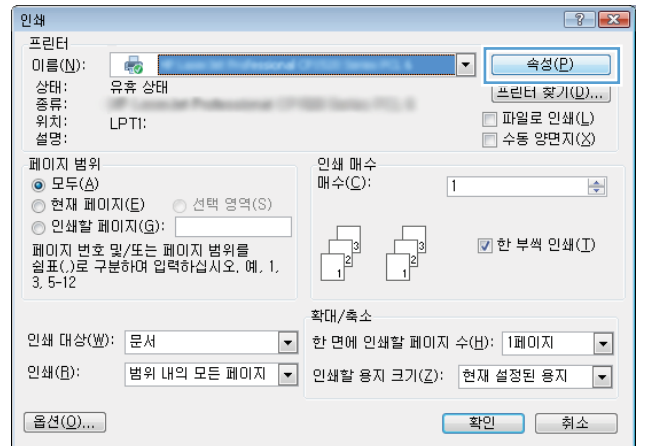 인쇄
프린터
이름(N):
속성(P)
상태: 유휴 상태
프린터 찾기(D)...
종류:
위치: LPT1:
파일로 인쇄(L)
설명:
수동 양면지(X)
페이지 범위
모두(A)
현재 페이지(E) 선택 영역(S)
인쇄할 페이지(G):
페이지 번호 및/또는 페이지 범위를
쉼표(,)로 구분하여 입력하십시오. 예, 1,
3, 5-12
인쇄 매수
매수(C): 1
3 3
2 2
1 1
한 부씩 인쇄(T)
인쇄 대상(W): 문서
인쇄(R): 범위 내의 모든 페이지
확대/축소
한 면에 인쇄할 페이지 수(H): 1페이지
인쇄할 용지 크기(Z): 현재 설정된 용지
옵션(O)...
확인 취소